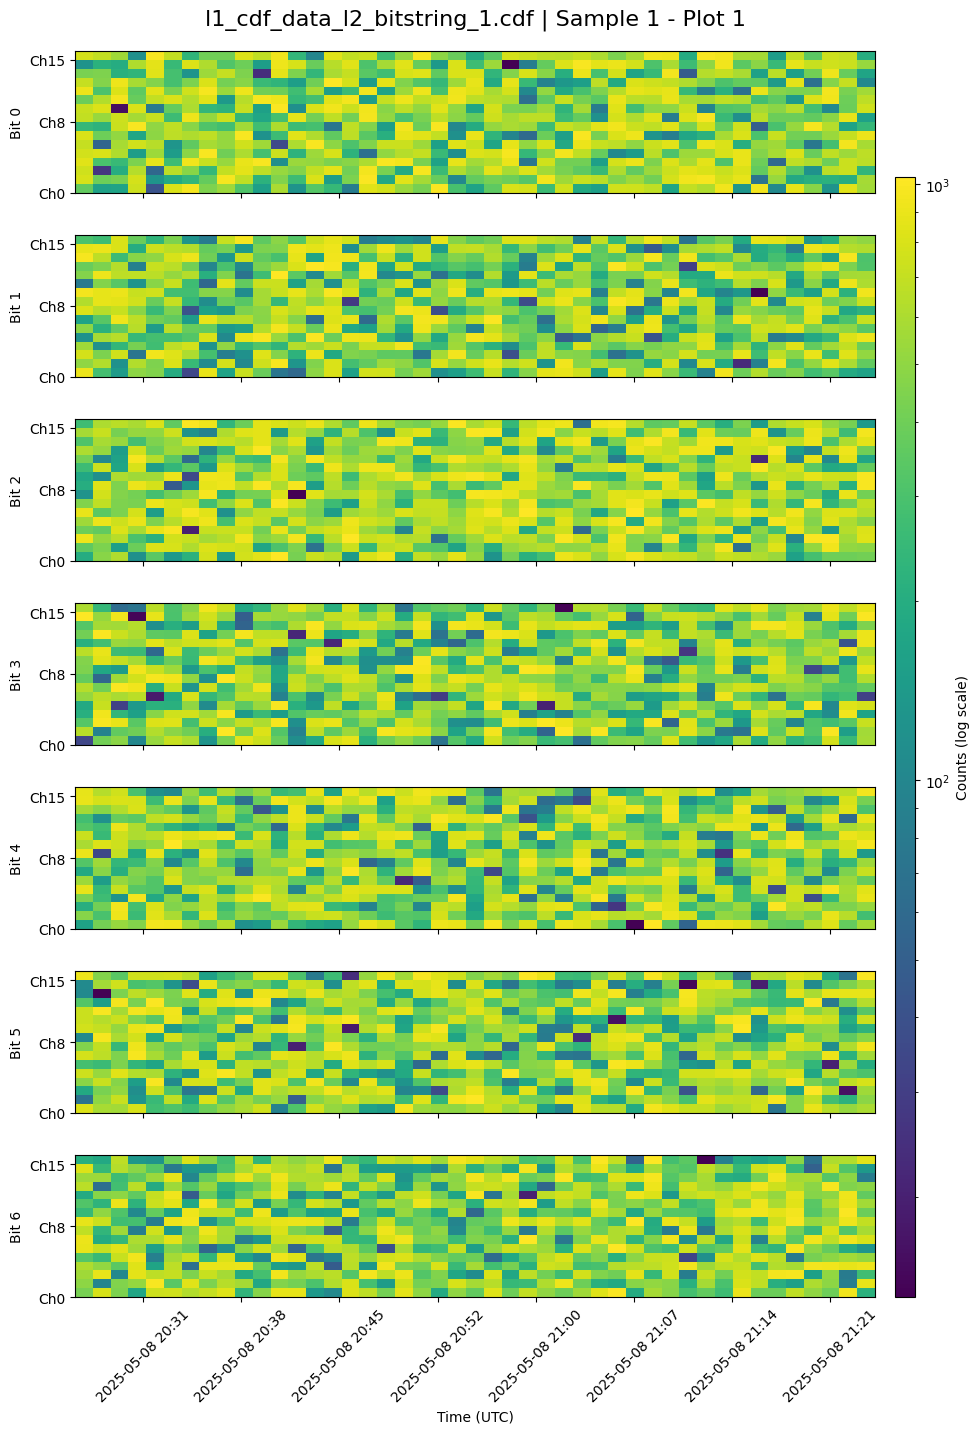 l1_cdf_data_l2_bitstring_1.cdf | Sample 1 - Plot 1
Ch15
Bit 0
Ch8
Ch0
10^3
Ch15
Bit 1
Ch8
Ch0
Ch15
Bit 2
Ch8
Ch0
Ch15
Bit 3
Ch8
Ch0
Counts (log scale)
10^2
Ch15
Bit 4
Ch8
Ch0
Ch15
Bit 5
Ch8
Ch0
Ch15
Bit 6
Ch8
Ch0
2025-05-08 20:31
2025-05-08 20:38
2025-05-08 20:45
2025-05-08 20:52
2025-05-08 21:00
2025-05-08 21:07
2025-05-08 21:14
2025-05-08 21:21
Time (UTC)